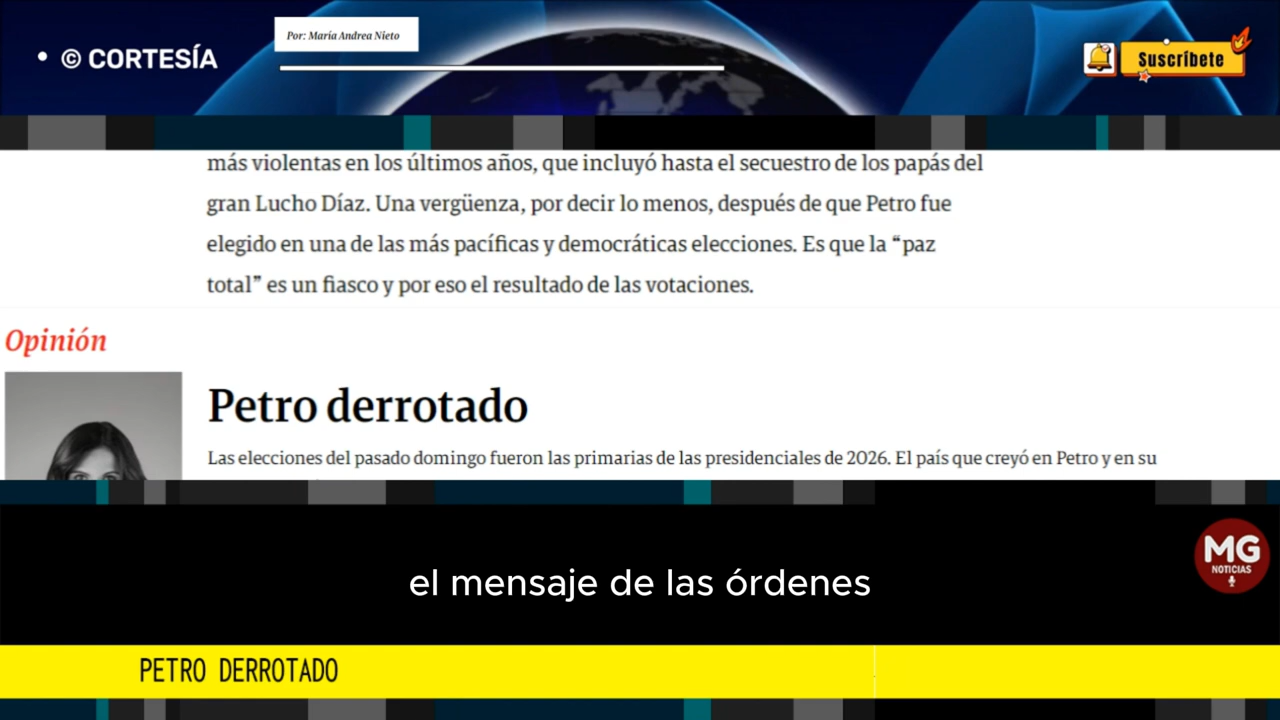 Por: María Andrea Nieto
• © CORTESÍA
Suscríbete
más violentas en los últimos años, que incluyó hasta el secuestro de los papás del
gran Lucho Díaz. Una vergüenza, por decir lo menos, después de que Petro fue
elegido en una de las más pacíficas y democráticas elecciones. Es que la “paz
total” es un fiasco y por eso el resultado de las votaciones.
Opinión
Petro derrotado
Las elecciones del pasado domingo fueron las primarias de las presidenciales de 2026. El país que creyó en Petro y en su
el mensaje de las órdenes
MG
NOTICIAS
PETRO DERROTADO